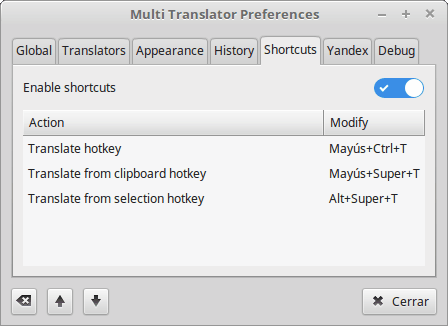 Multi Translator Preferences
Global Translators Appearance History Shortcuts Yandex Debug
Enable shortcuts
Action Modify
Translate hotkey Mayús+Ctrl+T
Translate from clipboard hotkey Mayús+Super+T
Translate from selection hotkey Alt+Super+T
Cerrar